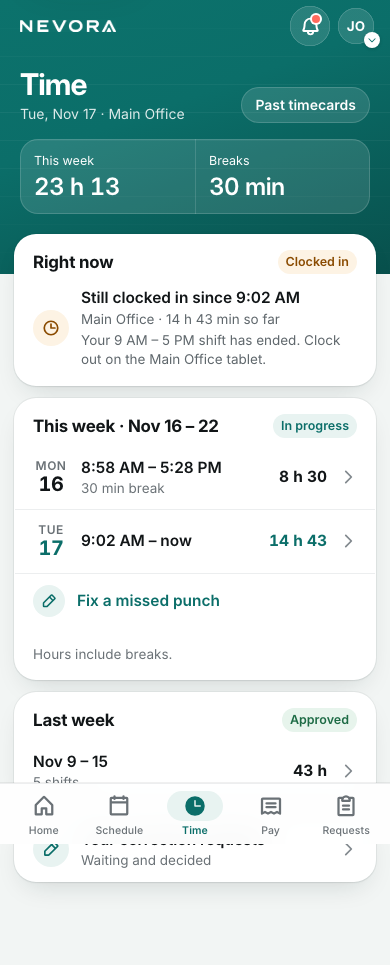 NEVORA
JO
Time
Tue, Nov 17 · Main Office
Past timecards
This week
23 h 13
Breaks
30 min
Right now
Clocked in
Still clocked in since 9:02 AM
Main Office · 14 h 43 min so far
Your 9 AM – 5 PM shift has ended. Clock
out on the Main Office tablet.
This week · Nov 16 – 22
In progress
MON
16
8:58 AM – 5:28 PM
30 min break
8 h 30
TUE
17
9:02 AM – now
14 h 43
Fix a missed punch
Hours include breaks.
Last week
Approved
Nov 9 – 15
5 shifts
43 h
Home
Schedule
Time
Pay
Requests
Your correction requests
Waiting and decided